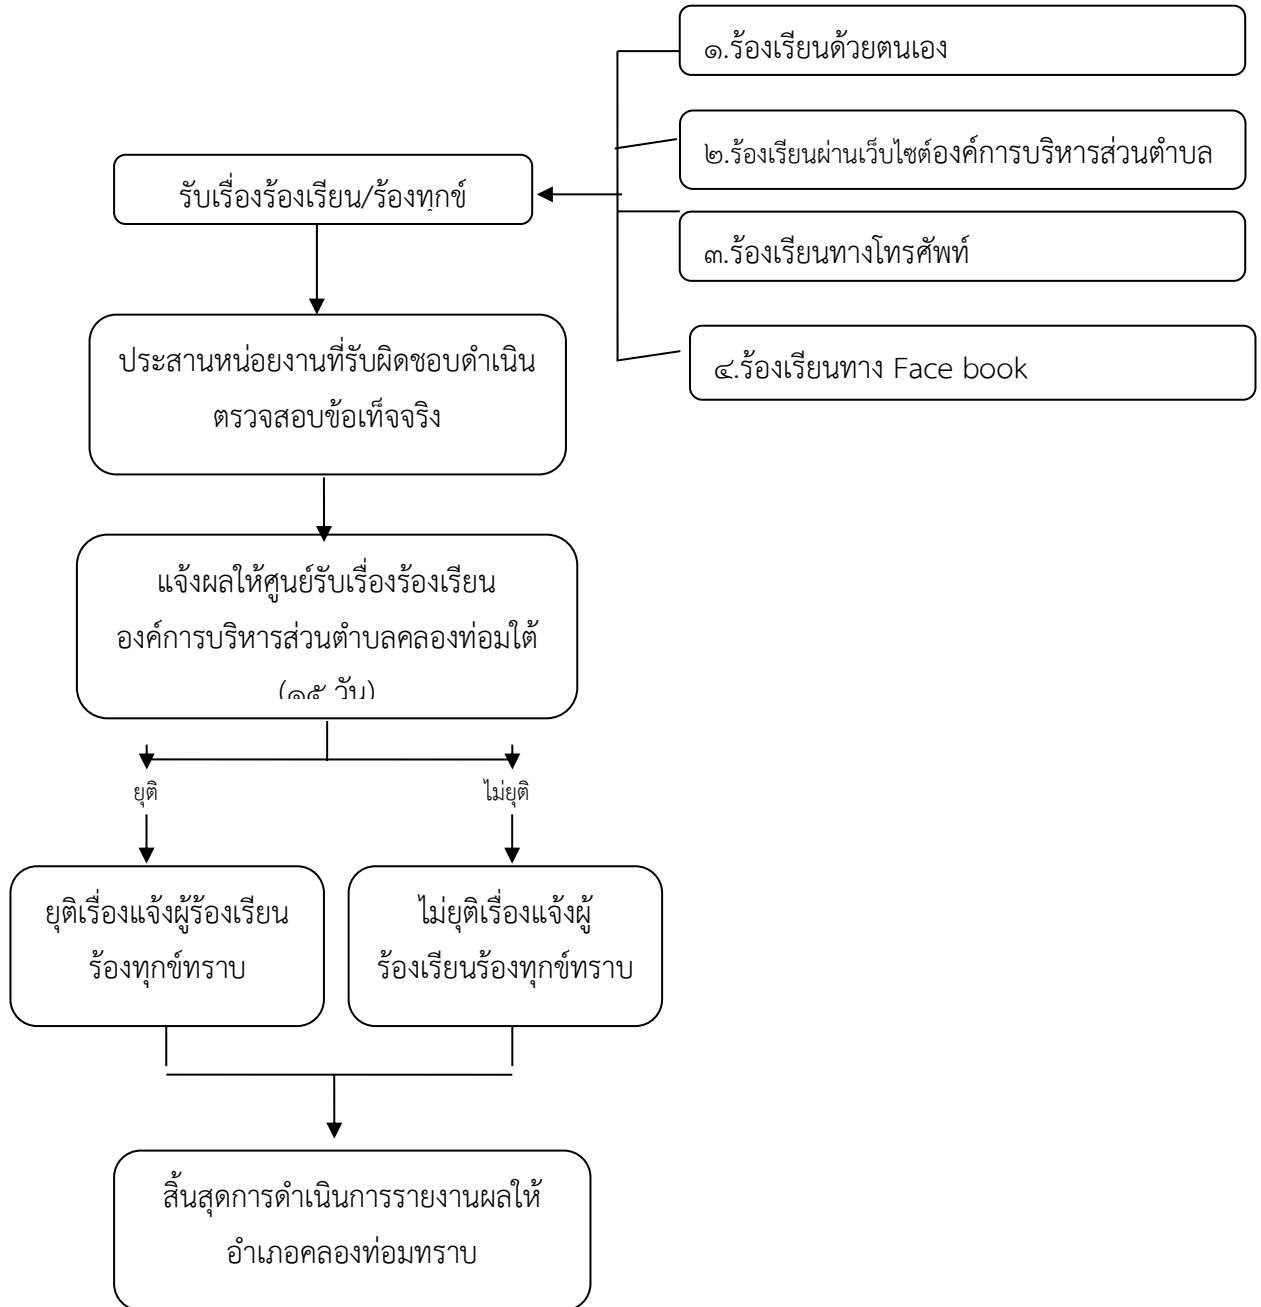 ๑.ร้องเรียนด้วยตนเอง
๒.ร้องเรียนผ่านเว็บไซต์องค์การบริหารส่วนตำบล
๓.ร้องเรียนทางโทรศัพท์
๔.ร้องเรียนทาง Face book
รับเรื่องร้องเรียน/ร้องทุกข์
ประสานหน่อยงานที่รับผิดชอบดำเนิน
ตรวจสอบข้อเท็จจริง
แจ้งผลให้ศูนย์รับเรื่องร้องเรียน
องค์การบริหารส่วนตำบลคลองท่อมใต้
(๑๕ วัน)
ยุติ
ไม่ยุติ
ยุติเรื่องแจ้งผู้ร้องเรียน
ร้องทุกข์ทราบ
ไม่ยุติเรื่องแจ้งผู้
ร้องเรียนร้องทุกข์ทราบ
สิ้นสุดการดำเนินการรายงานผลให้
อำเภอคลองท่อมทราบ